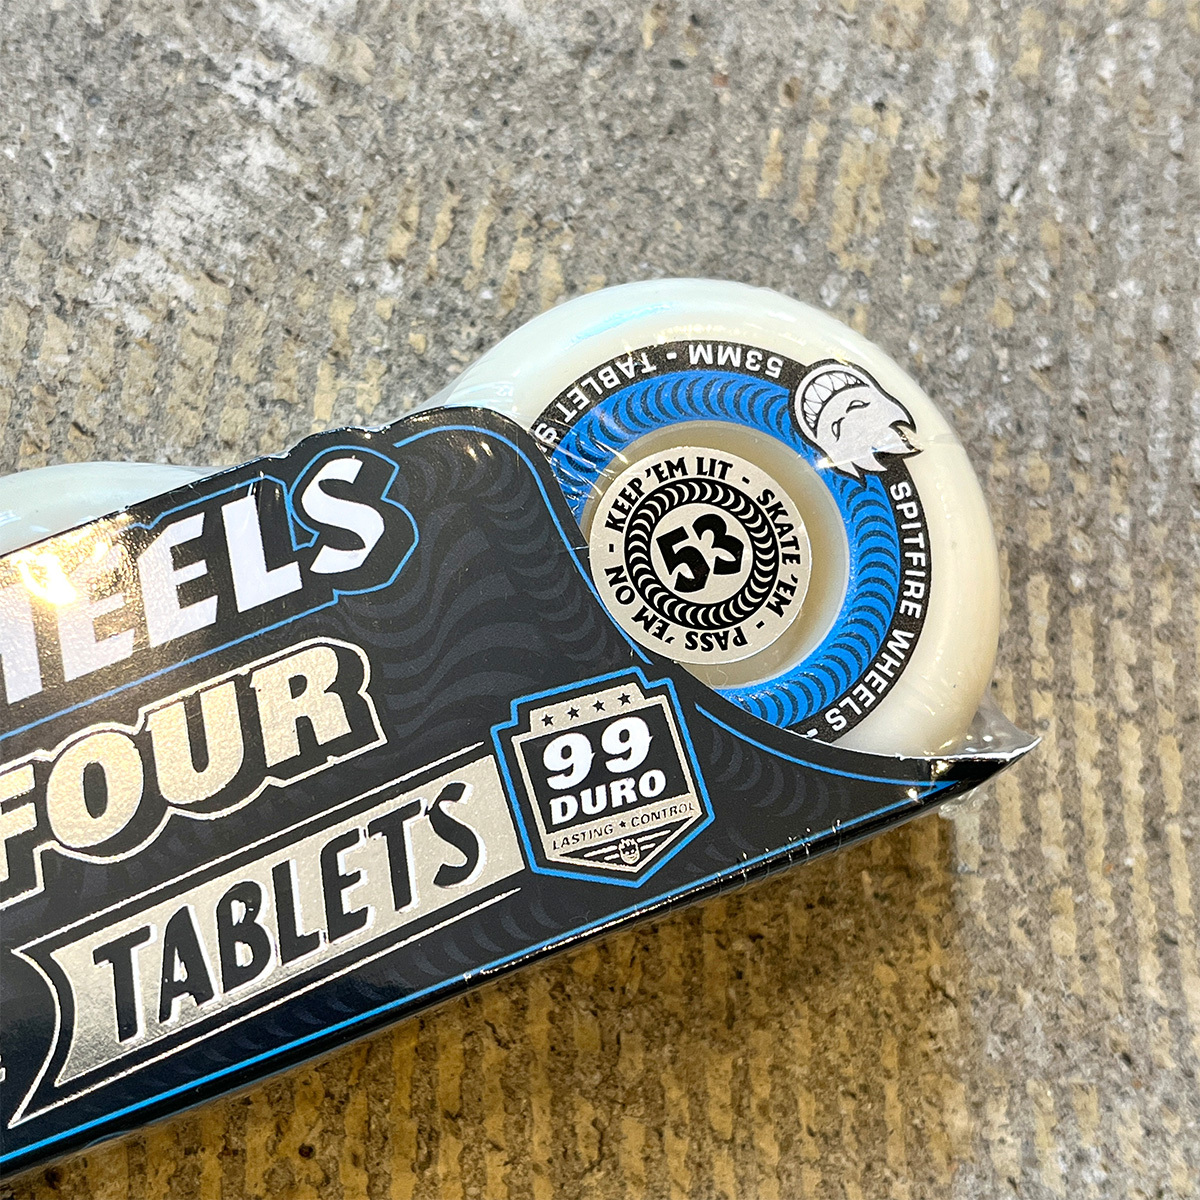 HEELS
FOUR
TABLETS
99
DURO
LASTING ★ CONTROL
53MM - TABLETS
SPITFIRE WHEELS -
KEEP 'EM LIT - SKATE 'EM - PASS 'EM ON -
53